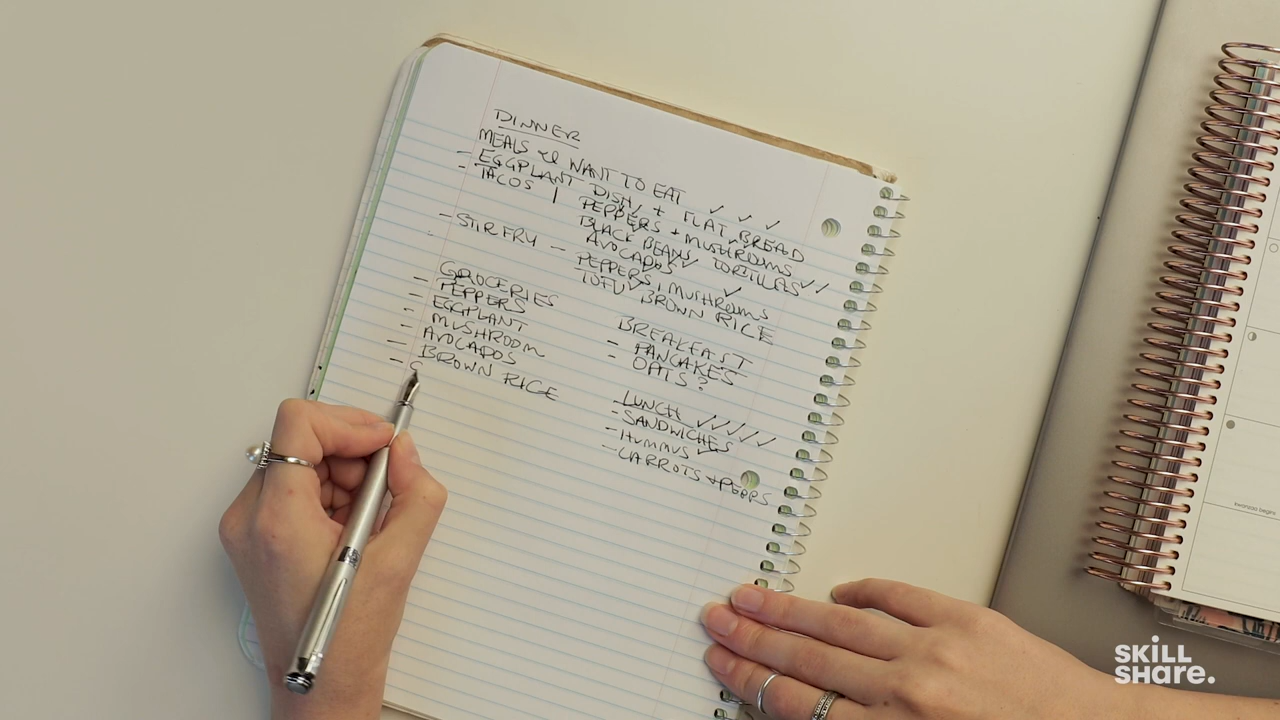 DINNER
MEALS I WANT TO EAT
- EGGPLANT DISH + FLAT BREAD
- TACOS | PEPPERS + MUSHROOMS
BLACK BEANS TORTILLAS
AVOCADOS
- STIR FRY - PEPPERS, MUSHROOMS
TOFU BROWN RICE
GROCERIES
- PEPPERS
- EGGPLANT
- MUSHROOM
- AVOCADOS
- BROWN RICE
BREAKFAST
- PANCAKES
- OATS?
LUNCH
- SANDWICHES
- HUMMUS
- CARROTS + PEPPS
SKILL
SHARE.